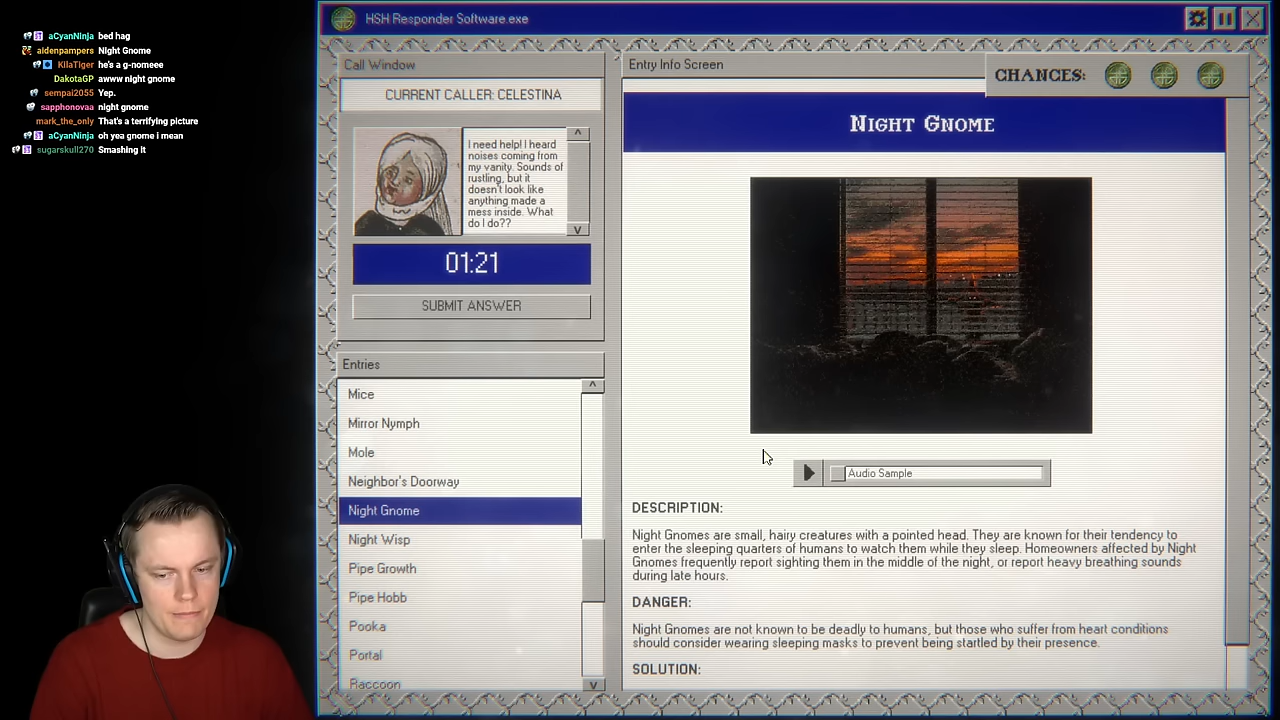 aCyanNinja bed hag
aidenpampers Night Gnome
KilaTiger he's a g-nomeee
DakotaGP awww night gnome
sempai2055 Yep.
sapphonovaa night gnome
mark_the_only That's a terrifying picture
aCyanNinja oh yea gnome i mean
sugarskull270 Smashing it
HSH Responder Software.exe
Call Window
CURRENT CALLER: CELESTINA
I need help! I heard
noises coming from
my vanity. Sounds of
rustling, but it
doesn't look like
anything made a
mess inside. What
do I do??
01:21
SUBMIT ANSWER
Entries
Mice
Mirror Nymph
Mole
Neighbor's Doorway
Night Gnome
Night Wisp
Pipe Growth
Pipe Hobb
Pooka
Portal
Raccoon
Entry Info Screen
CHANCES:
NIGHT GNOME
Audio Sample
DESCRIPTION:
Night Gnomes are small, hairy creatures with a pointed head. They are known for their tendency to
enter the sleeping quarters of humans to watch them while they sleep. Homeowners affected by Night
Gnomes frequently report sighting them in the middle of the night, or report heavy breathing sounds
during late hours.
DANGER:
Night Gnomes are not known to be deadly to humans, but those who suffer from heart conditions
should consider wearing sleeping masks to prevent being startled by their presence.
SOLUTION: